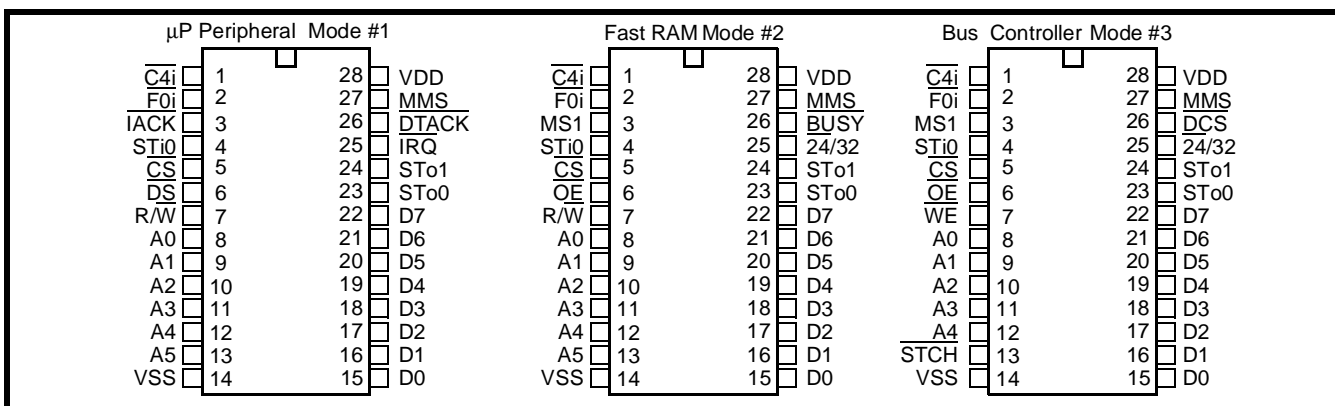 µP Peripheral Mode #1 Fast RAM Mode #2 Bus Controller Mode #3
C4i 1 28 VDD C4i 1 28 VDD C4i 1 28 VDD
F0i 2 27 MMS F0i 2 27 MMS F0i 2 27 MMS
IACK 3 26 DTACK MS1 3 26 BUSY MS1 3 26 DCS
STi0 4 25 IRQ STi0 4 25 24/32 STi0 4 25 24/32
CS 5 24 STo1 CS 5 24 STo1 CS 5 24 STo1
DS 6 23 STo0 OE 6 23 STo0 OE 6 23 STo0
R/W 7 22 D7 R/W 7 22 D7 WE 7 22 D7
A0 8 21 D6 A0 8 21 D6 A0 8 21 D6
A1 9 20 D5 A1 9 20 D5 A1 9 20 D5
A2 10 19 D4 A2 10 19 D4 A2 10 19 D4
A3 11 18 D3 A3 11 18 D3 A3 11 18 D3
A4 12 17 D2 A4 12 17 D2 A4 12 17 D2
A5 13 16 D1 A5 13 16 D1 STCH 13 16 D1
VSS 14 15 D0 VSS 14 15 D0 VSS 14 15 D0